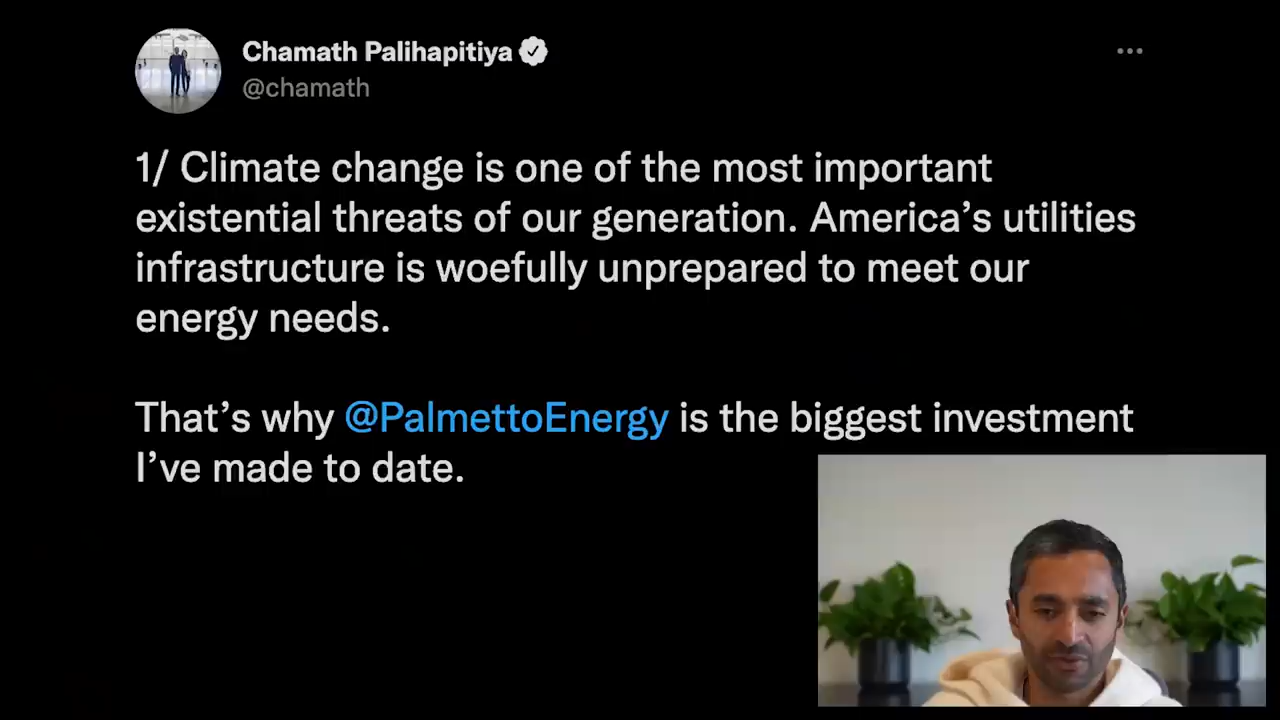 Chamath Palihapitiya
@chamath
1/ Climate change is one of the most important
existential threats of our generation. America’s utilities
infrastructure is woefully unprepared to meet our
energy needs.
That’s why @PalmettoEnergy is the biggest investment
I’ve made to date.